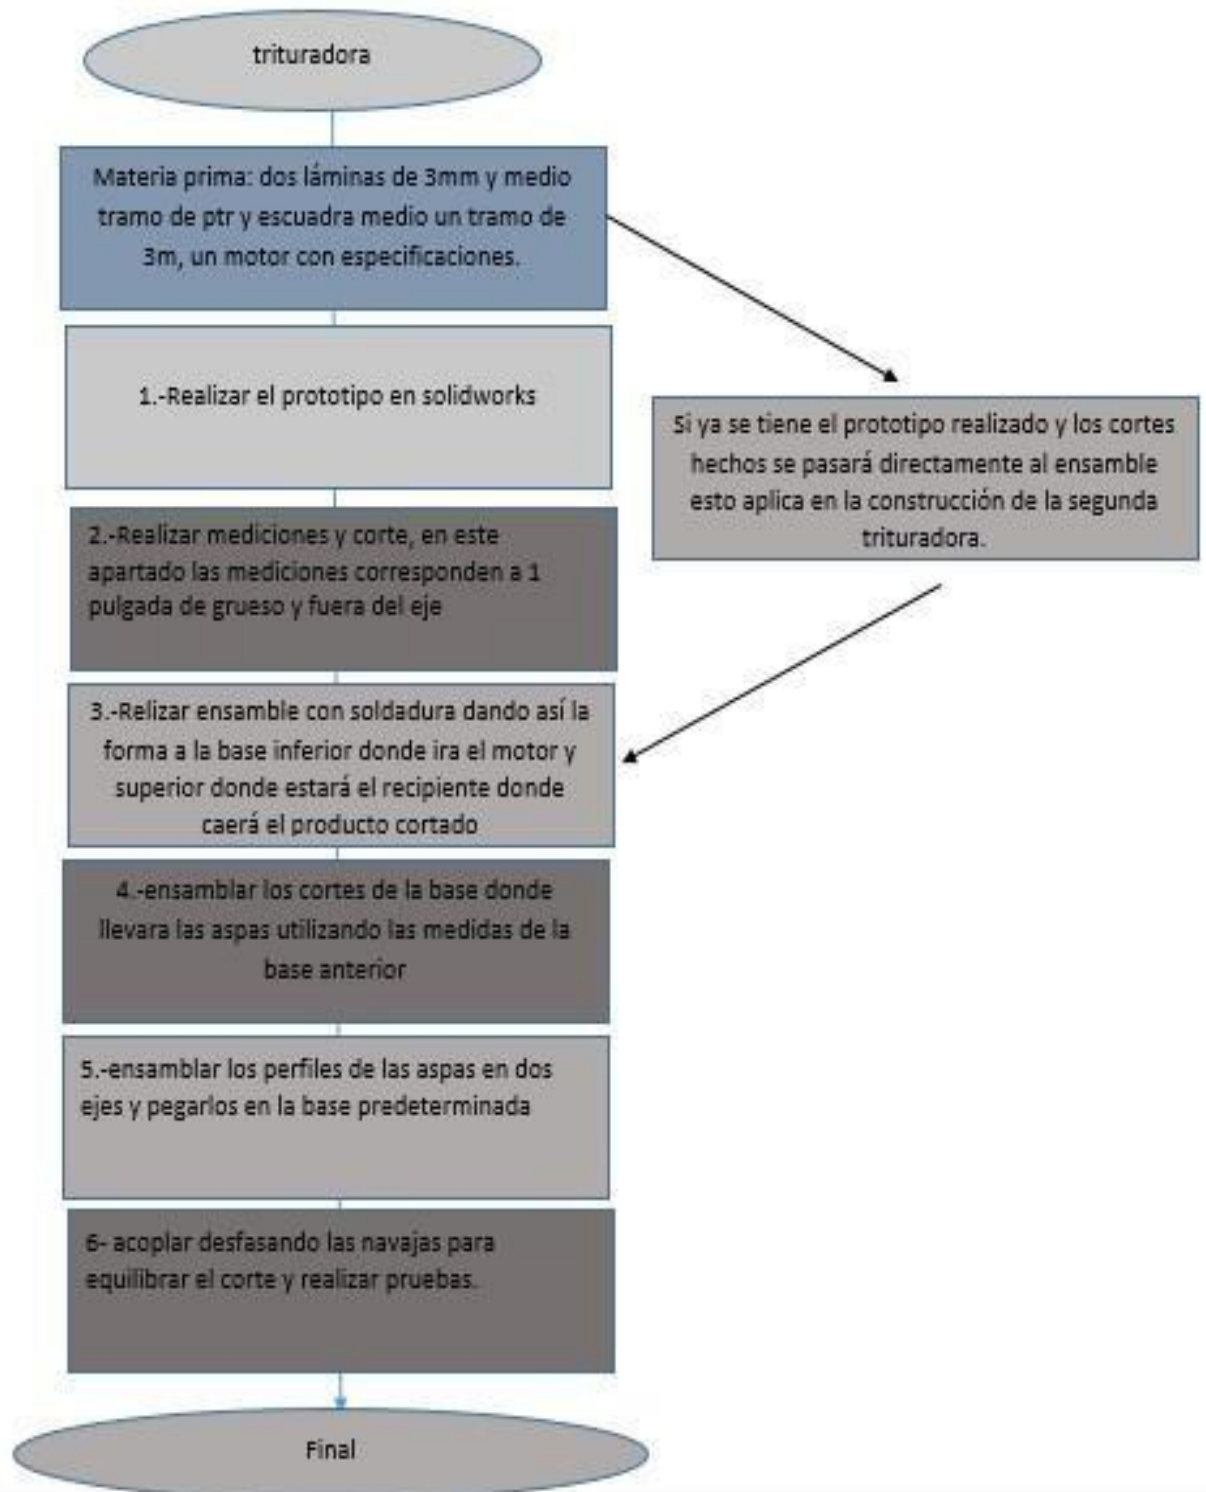 trituradora
Materia prima: dos láminas de 3mm y medio
tramo de ptr y escuadra medio un tramo de
3m, un motor con especificaciones.
1.-Realizar el prototipo en solidworks
Si ya se tiene el prototipo realizado y los cortes
hechos se pasará directamente al ensamble
esto aplica en la construcción de la segunda
trituradora.
2.-Realizar mediciones y corte, en este
apartado las mediciones corresponden a 1
pulgada de grueso y fuera del eje
3.-Relizar ensamble con soldadura dando así la
forma a la base inferior donde ira el motor y
superior donde estará el recipiente donde
caerá el producto cortado
4.-ensamblar los cortes de la base donde
llevara las aspas utilizando las medidas de la
base anterior
5.-ensamblar los perfiles de las aspas en dos
ejes y pegarlos en la base predeterminada
6- acoplar desfasando las navajas para
equilibrar el corte y realizar pruebas.
Final